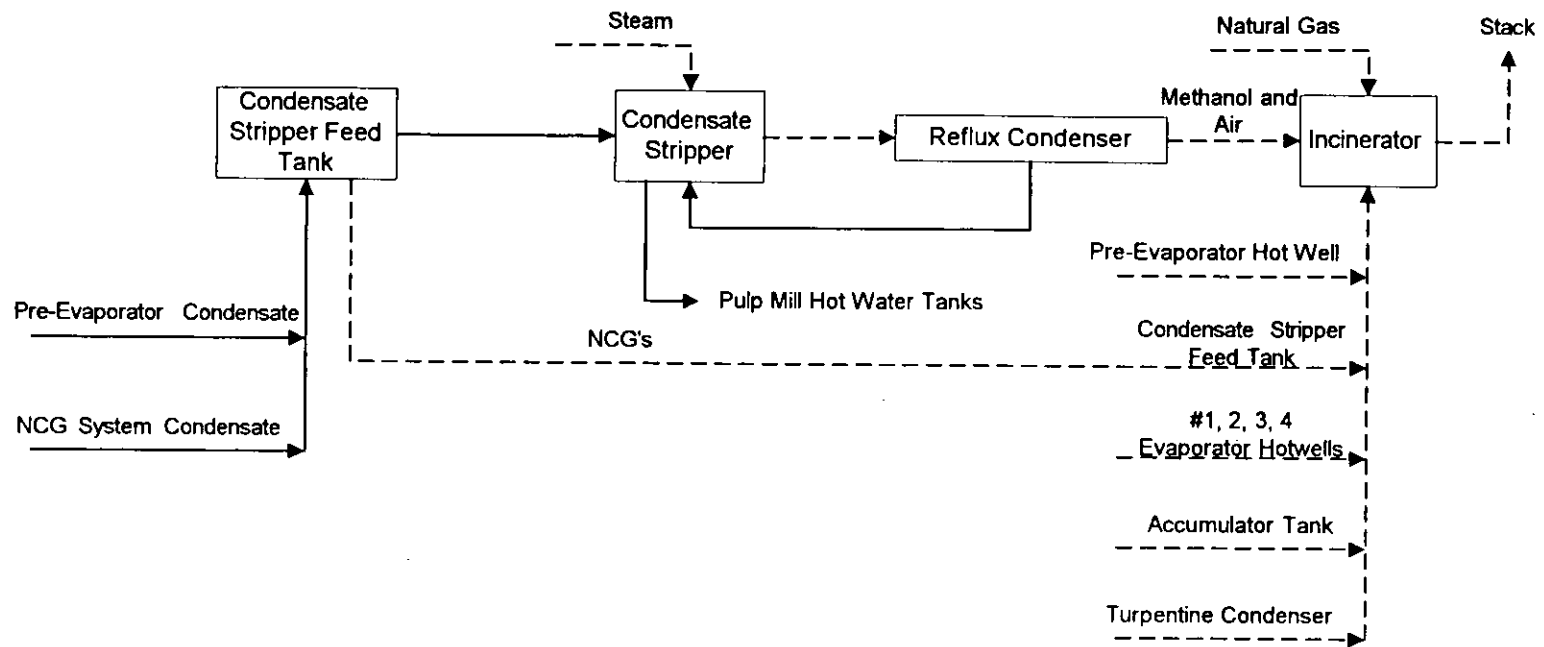 Steam
Natural Gas
Stack
Condensate
Stripper Feed
Tank
Condensate
Stripper
Reflux Condenser
Methanol and
Air
Incinerator
Pre-Evaporator Hot Well
Pre-Evaporator Condensate
Pulp Mill Hot Water Tanks
NCG's
Condensate Stripper
Feed Tank
NCG System Condensate
#1, 2, 3, 4
Evaporator Hotwells
Accumulator Tank
Turpentine Condenser